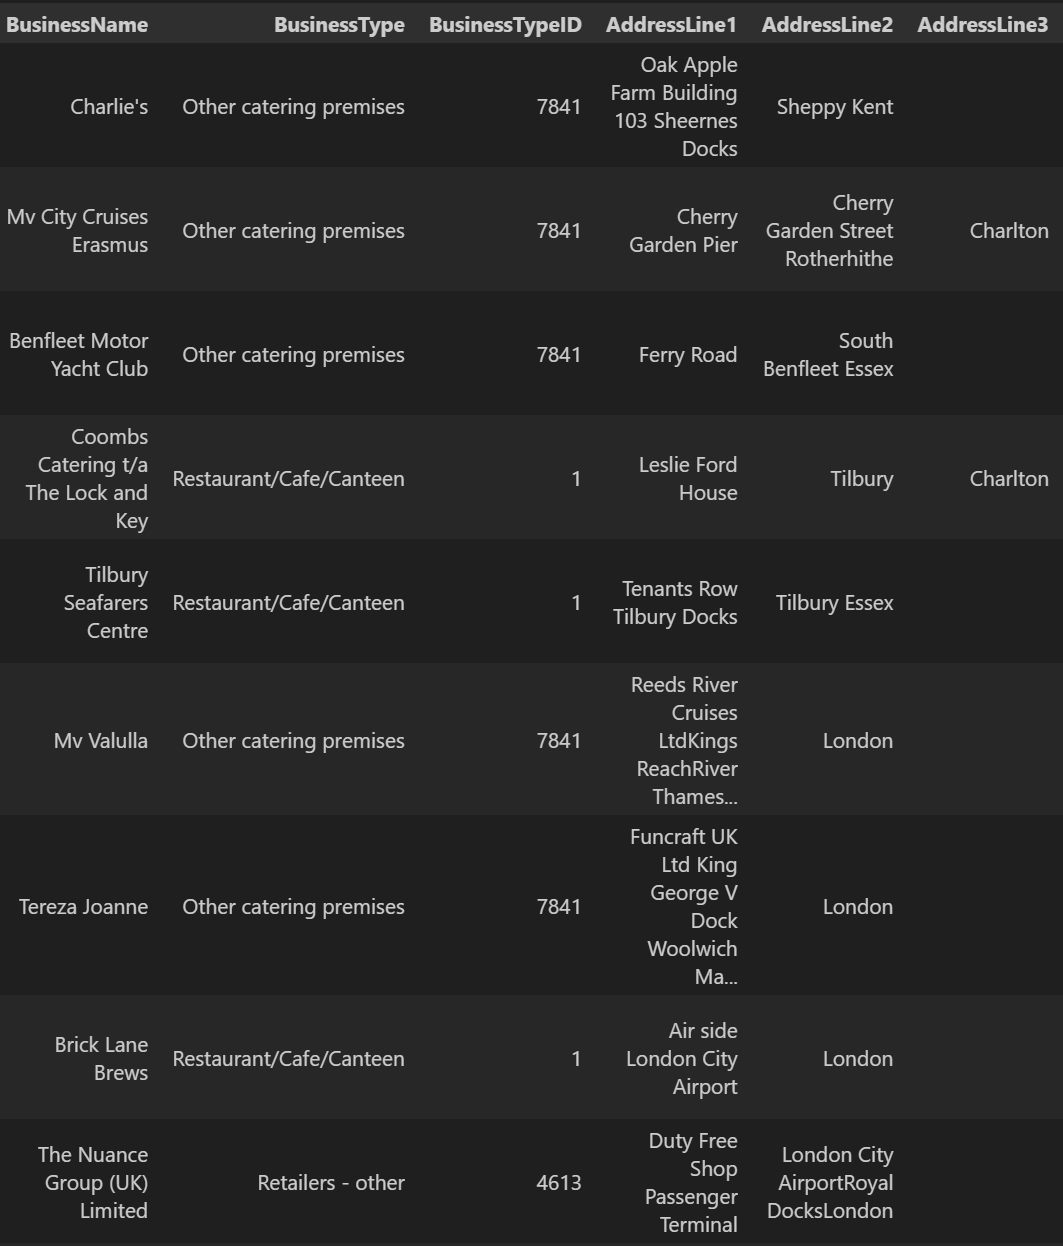 BusinessName BusinessType BusinessTypeID AddressLine1 AddressLine2 AddressLine3
Charlie's Other catering premises 7841 Oak Apple Farm Building 103 Sheernes Docks Sheppy Kent
Mv City Cruises Erasmus Other catering premises 7841 Cherry Garden Pier Cherry Garden Street Rotherhithe Charlton
Benfleet Motor Yacht Club Other catering premises 7841 Ferry Road South Benfleet Essex
Coombs Catering t/a The Lock and Key Restaurant/Cafe/Canteen 1 Leslie Ford House Tilbury Charlton
Tilbury Seafarers Centre Restaurant/Cafe/Canteen 1 Tenants Row Tilbury Docks Tilbury Essex
Mv Valulla Other catering premises 7841 Reeds River Cruises LtdKings ReachRiver Thames... London
Tereza Joanne Other catering premises 7841 Funcraft UK Ltd King George V Dock Woolwich Ma... London
Brick Lane Brews Restaurant/Cafe/Canteen 1 Air side London City Airport London
The Nuance Group (UK) Limited Retailers - other 4613 Duty Free Shop Passenger Terminal London City AirportRoyal DocksLondon